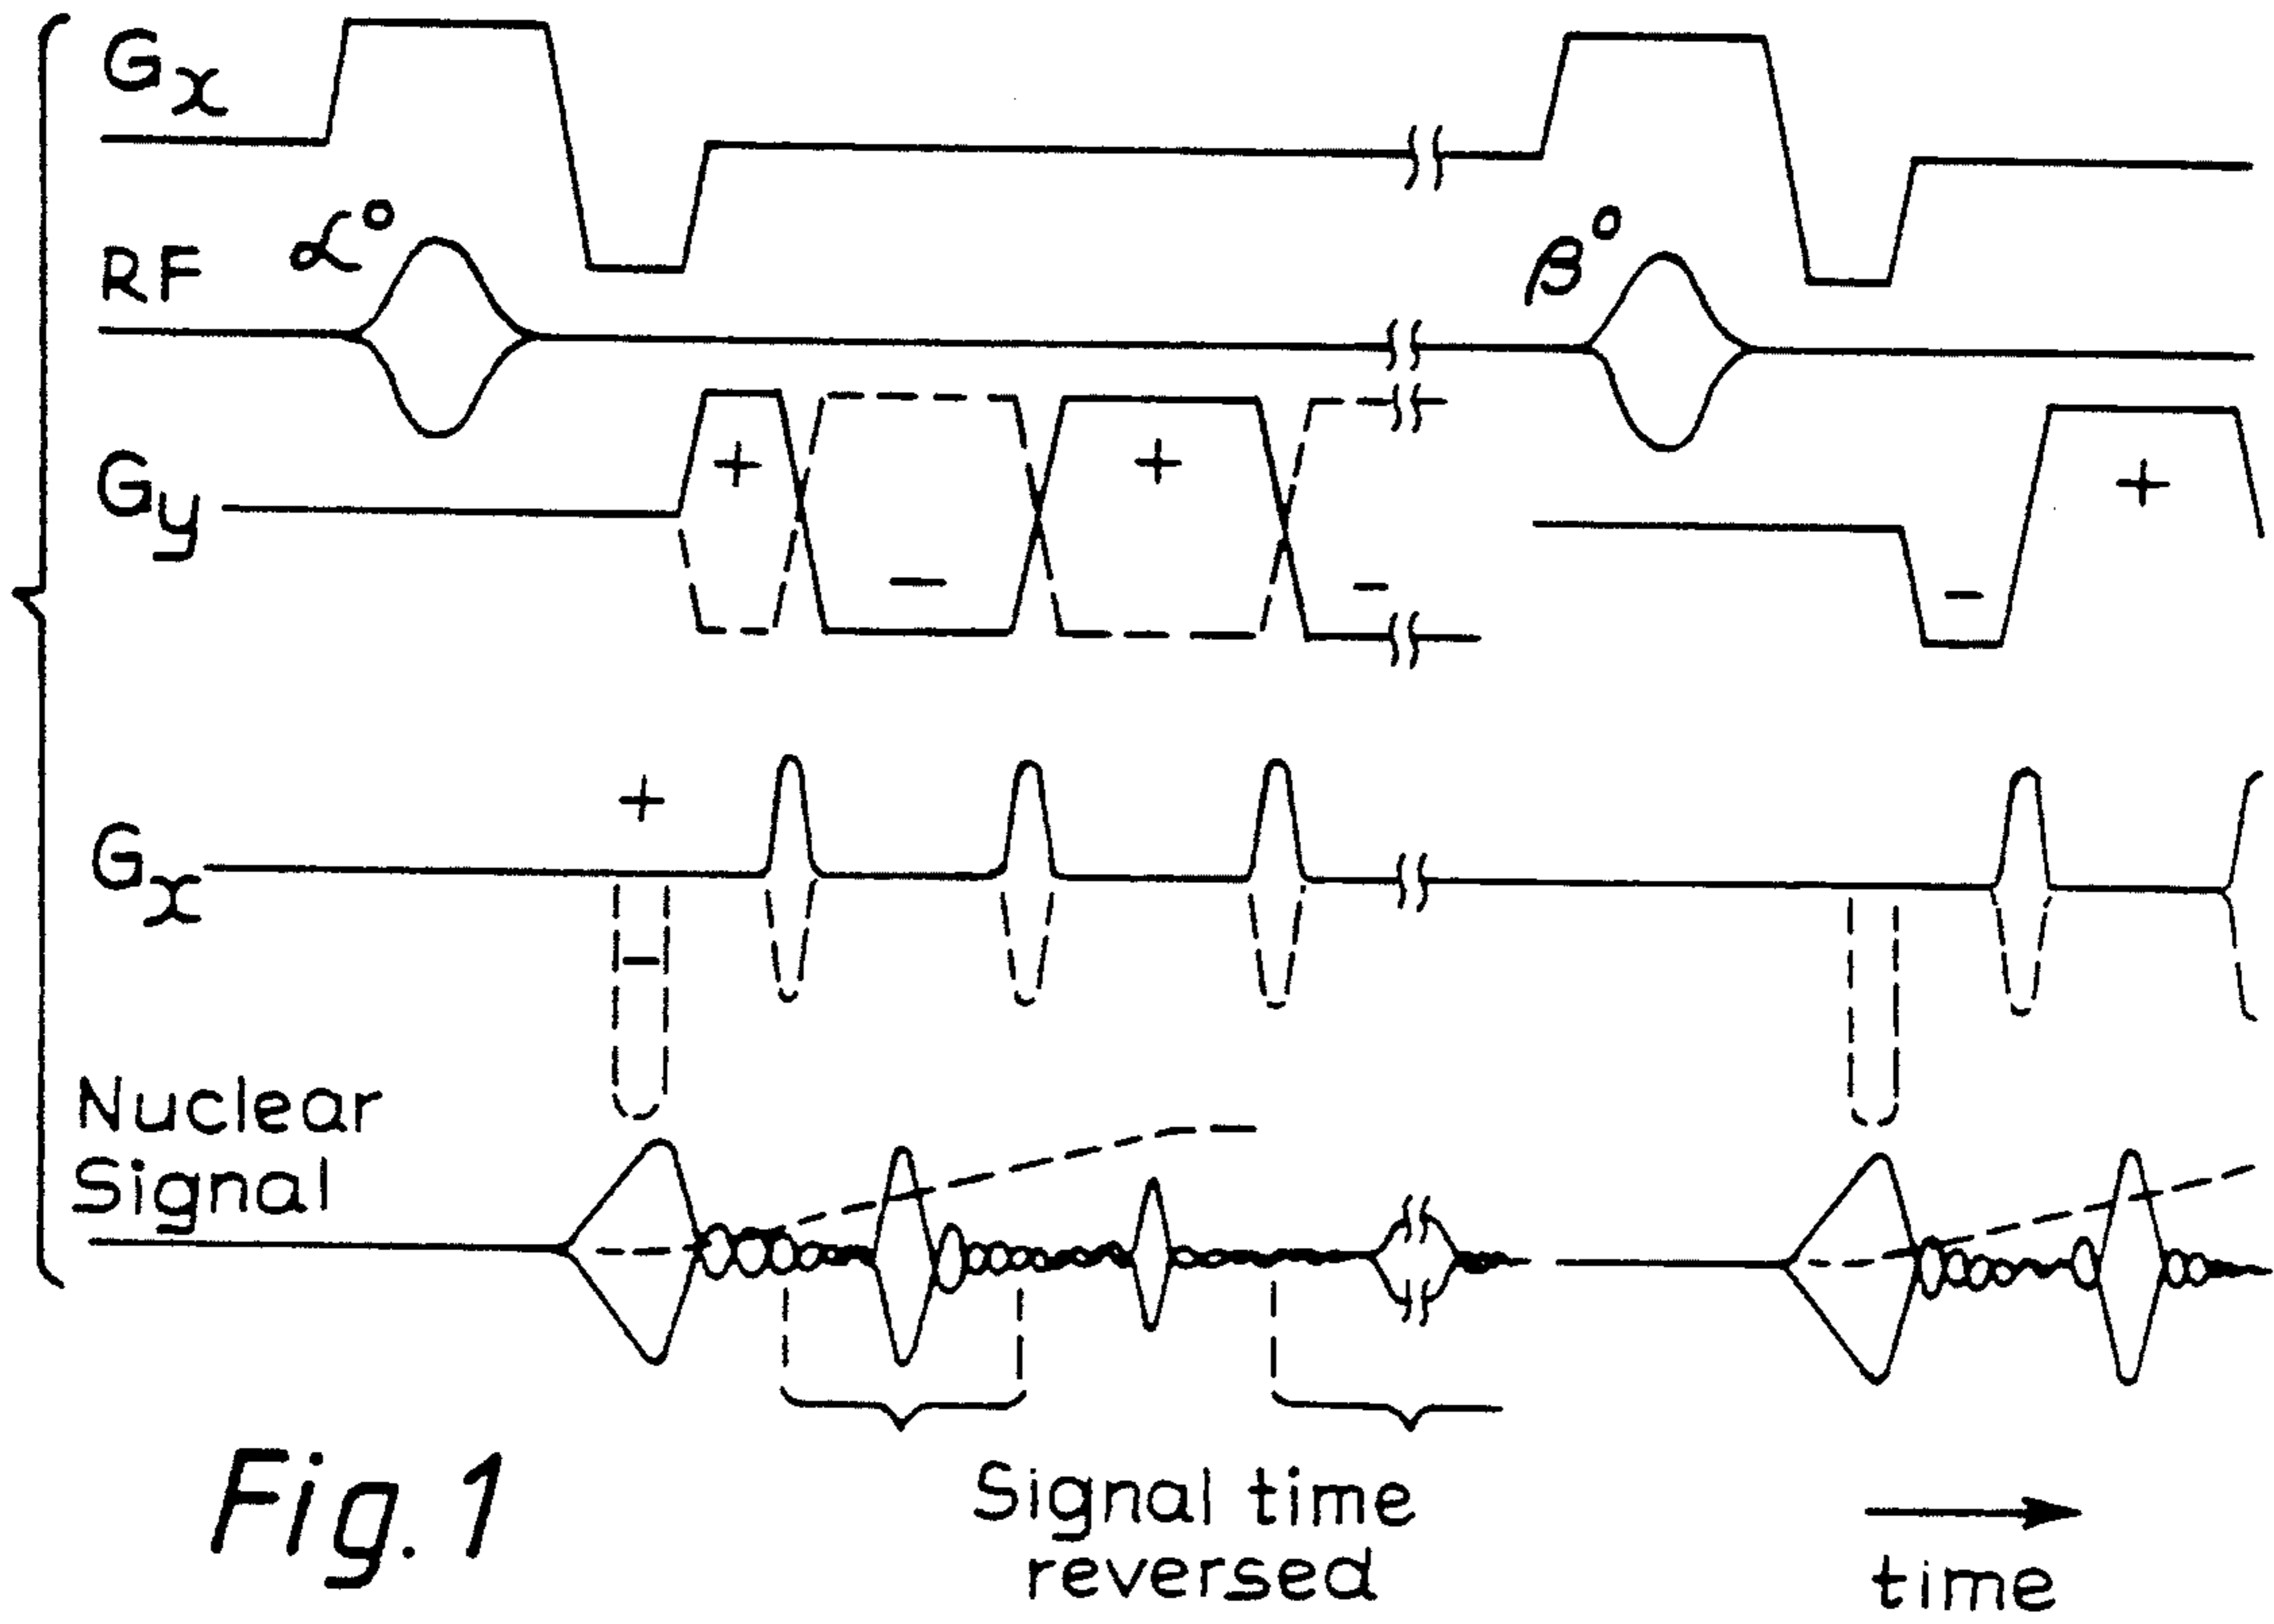 Gx
RF
α°
β°
Gy
+
−
+
−
−
+
Gx
+
−
Nuclear
Signal
Signal time
reversed
time
Fig. 1